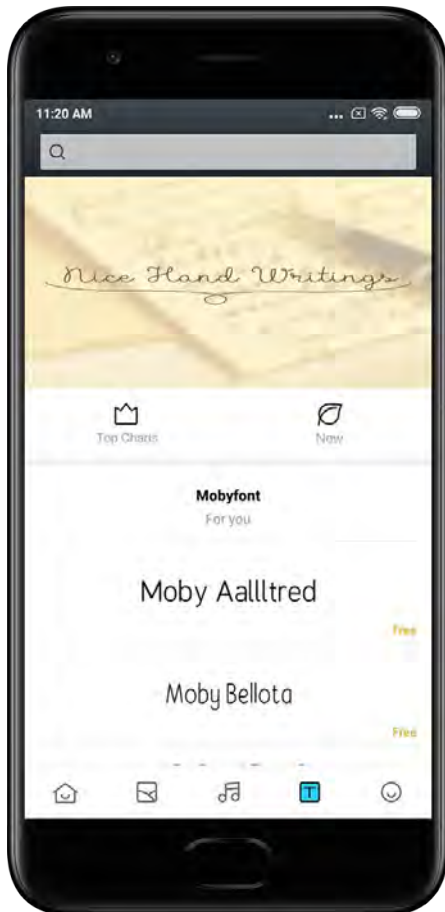 11:20 AM
Nice Hand Writings
Top Charts
New
Mobyfont
For you
Moby Aallltred
Free
Moby Bellota
Free
T